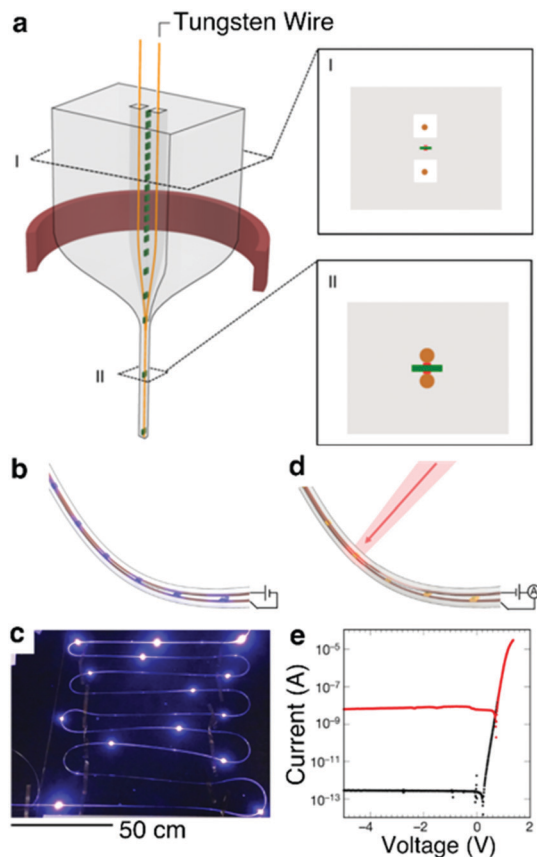 a
Tungsten Wire
I
I
II
II
b
d
A
c
50 cm
e
Current (A)
10-5
10-7
10-9
10-11
10-13
-4
-2
0
2
Voltage (V)